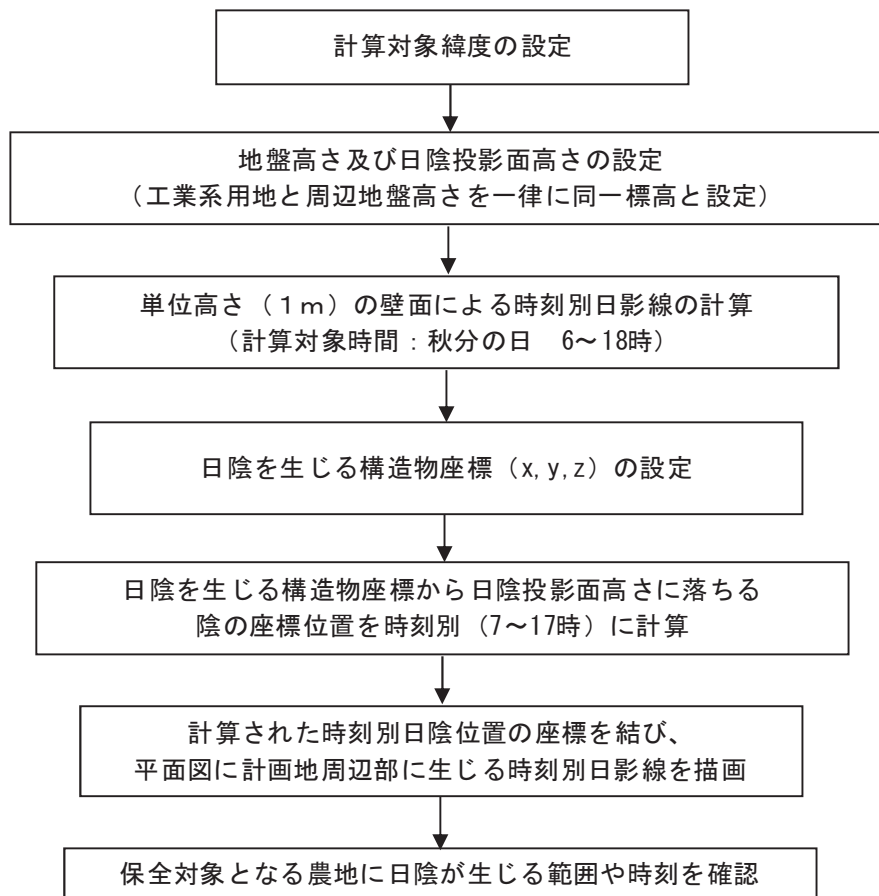 計算対象緯度の設定
地盤高さ及び日陰投影面高さの設定
（工業系用地と周辺地盤高さを一律に同一標高と設定）
単位高さ（１ｍ）の壁面による時刻別日影線の計算
（計算対象時間：秋分の日　6～18時）
日陰を生じる構造物座標（x,y,z）の設定
日陰を生じる構造物座標から日陰投影面高さに落ちる
陰の座標位置を時刻別（7～17時）に計算
計算された時刻別日陰位置の座標を結び、
平面図に計画地周辺部に生じる時刻別日影線を描画
保全対象となる農地に日陰が生じる範囲や時刻を確認